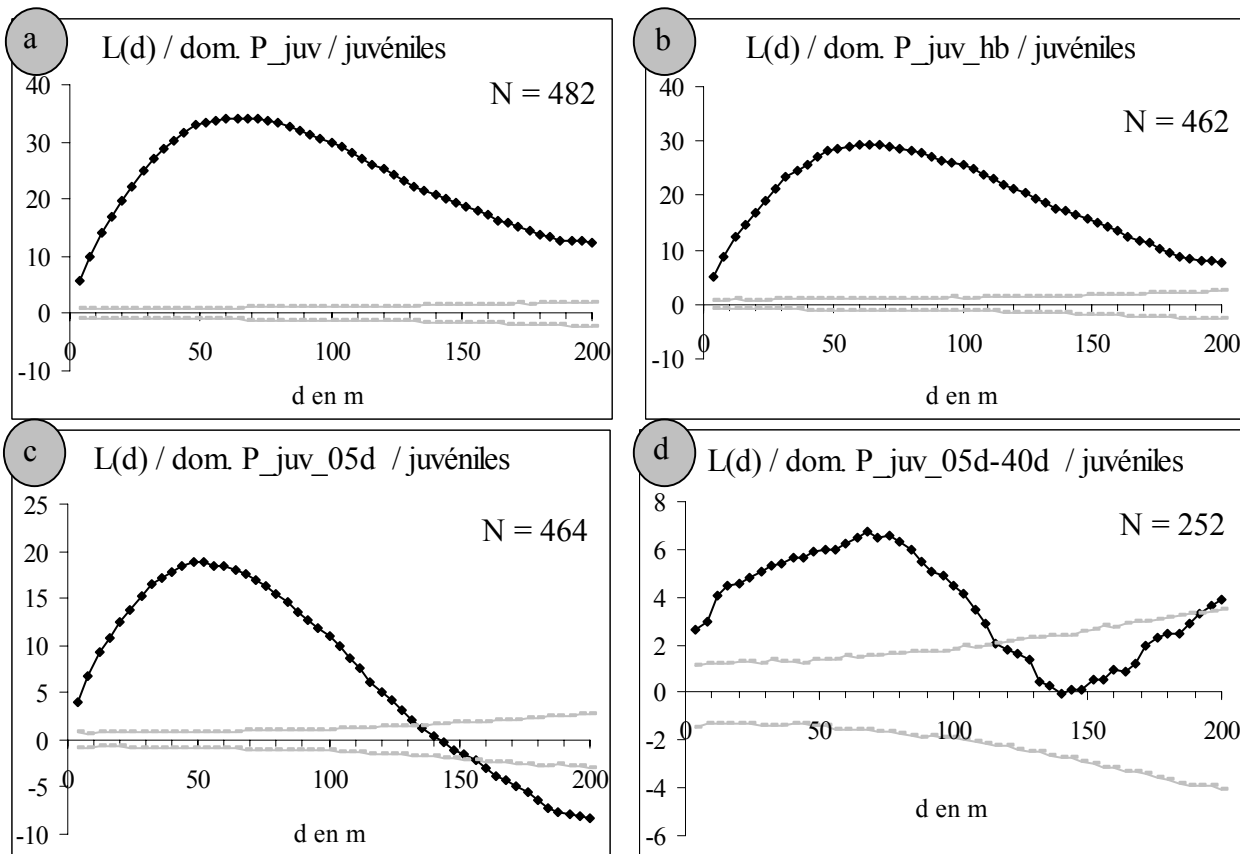 a
L(d) / dom. P_juv / juvéniles
N = 482
40
30
20
10
0
-10
0 50 100 150 200
d en m
b
L(d) / dom. P_juv_hb / juvéniles
N = 462
40
30
20
10
0
-10
0 50 100 150 200
d en m
c
L(d) / dom. P_juv_05d / juvéniles
N = 464
25
20
15
10
5
0
-5
-10
0 50 100 150 200
d en m
d
L(d) / dom. P_juv_05d-40d / juvéniles
N = 252
8
6
4
2
0
-2
-4
-6
0 50 100 150 200
d en m